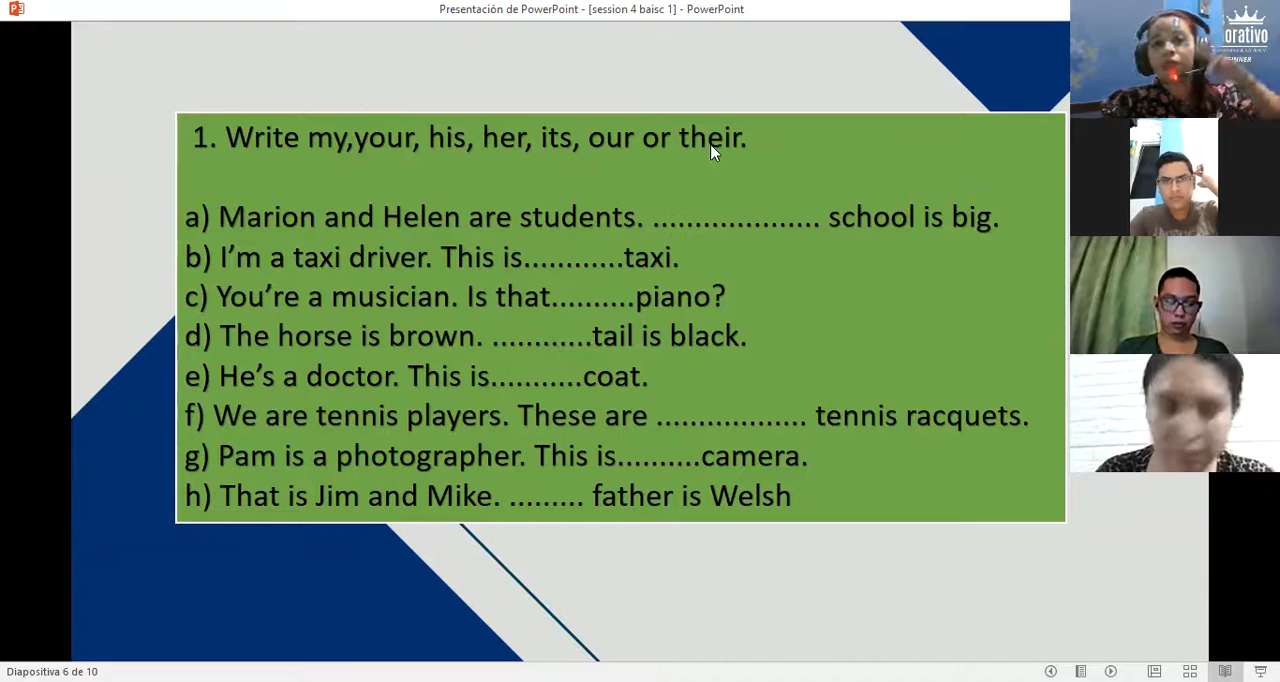 Presentación de PowerPoint - [session 4 baisc 1] - PowerPoint
orativo
1. Write my,your, his, her, its, our or their.
a) Marion and Helen are students. .................... school is big.
b) I’m a taxi driver. This is............taxi.
c) You’re a musician. Is that..........piano?
d) The horse is brown. ............tail is black.
e) He’s a doctor. This is...........coat.
f) We are tennis players. These are .................. tennis racquets.
g) Pam is a photographer. This is..........camera.
h) That is Jim and Mike. ......... father is Welsh
Diapositiva 6 de 10